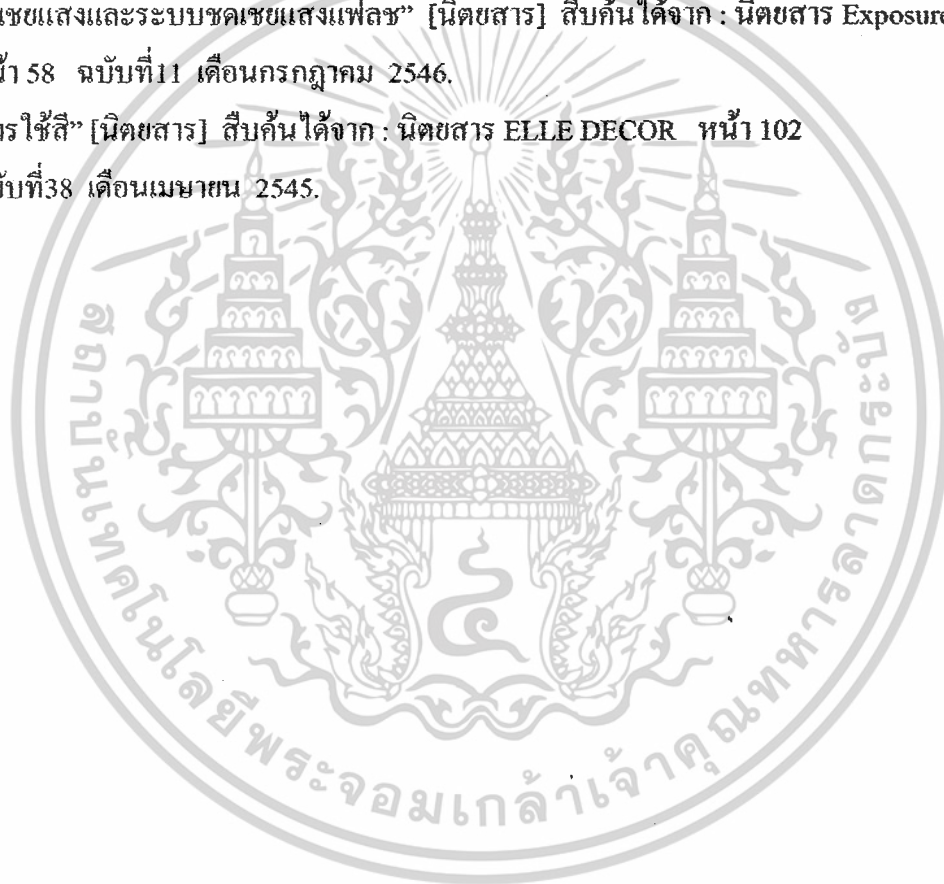 เชยแสงและระบบชดเชยแสงแฟลช” [นิตยสาร] สืบค้นได้จาก : นิตยสาร Exposure
58 ฉบับที่11 เดือนกรกฎาคม 2546.
ใช้สี” [นิตยสาร] สืบค้นได้จาก : นิตยสาร ELLE DECOR หน้า 102
ที่38 เดือนเมษายน 2545.
สถาบันเทคโนโลยีพระจอมเกล้าเจ้าคุณทหารลาดกระบัง
๔